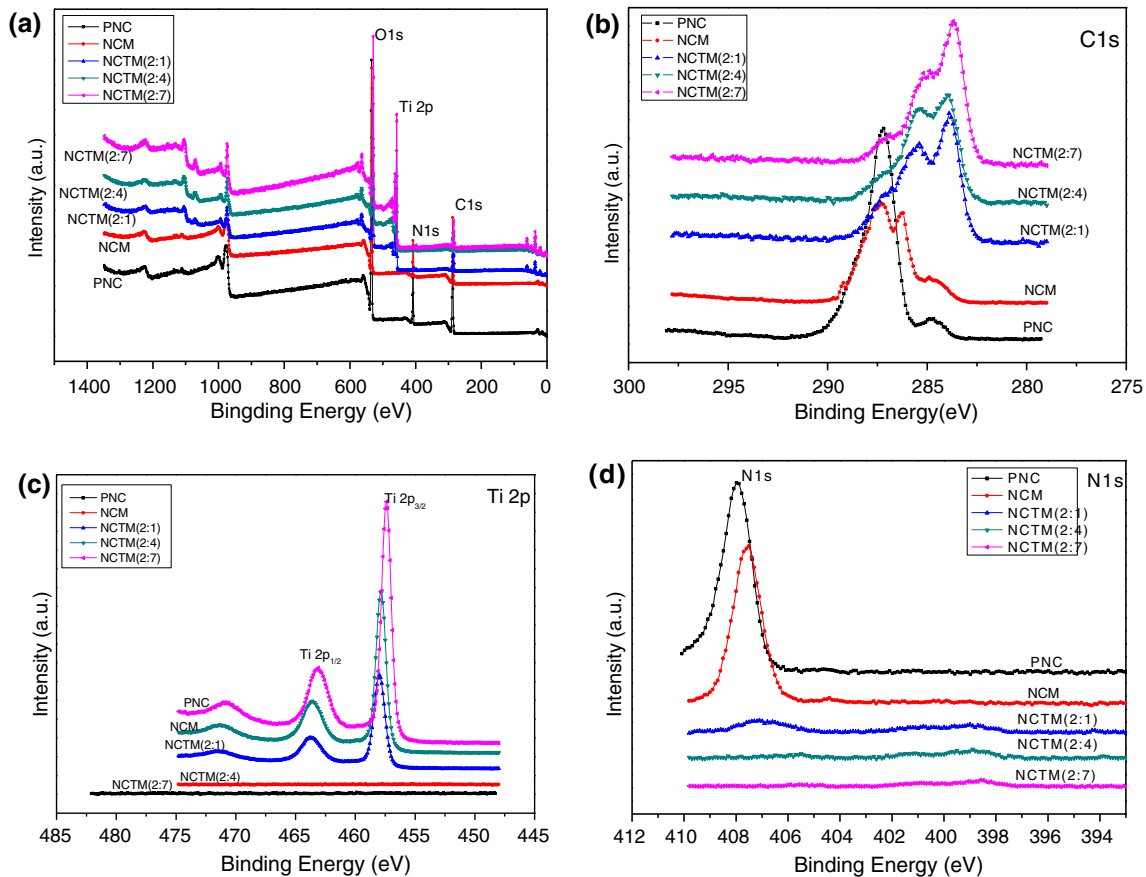 (a)
PNC
NCM
NCTM(2:1)
NCTM(2:4)
NCTM(2:7)
O1s
Ti 2p
C1s
N1s
NCTM(2:7)
NCTM(2:4)
NCTM(2:1)
NCM
PNC
Intensity (a.u.)
1400 1200 1000 800 600 400 200 0
Bingding Energy (eV)
(b)
PNC
NCM
NCTM(2:1)
NCTM(2:4)
NCTM(2:7)
C1s
NCTM(2:7)
NCTM(2:4)
NCTM(2:1)
NCM
PNC
Intensity (a.u.)
300 295 290 285 280 275
Binding Energy(eV)
(c)
PNC
NCM
NCTM(2:1)
NCTM(2:4)
NCTM(2:7)
Ti 2p
Ti 2p3/2
Ti 2p1/2
PNC
NCM
NCTM(2:1)
NCTM(2:7) NCTM(2:4)
Intensity (a.u.)
485 480 475 470 465 460 455 450 445
Binding Energy (eV)
(d)
N1s
PNC
NCM
NCTM(2:1)
NCTM(2:4)
NCTM(2:7)
N1s
PNC
NCM
NCTM(2:1)
NCTM(2:4)
NCTM(2:7)
Intensity (a.u.)
412 410 408 406 404 402 400 398 396 394
Binding Energy (eV)